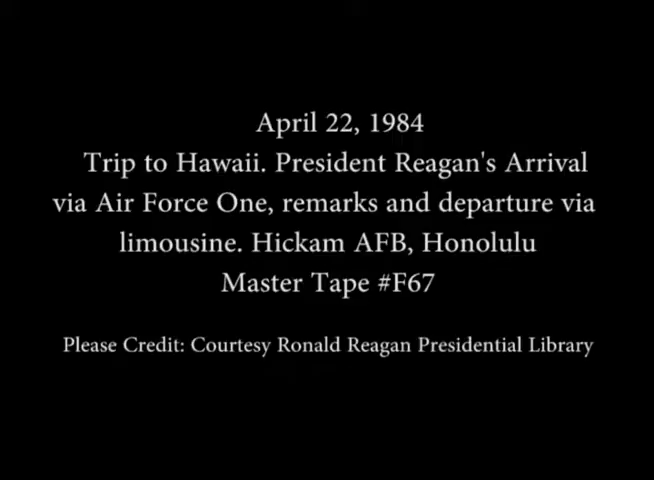 April 22, 1984
Trip to Hawaii. President Reagan's Arrival
via Air Force One, remarks and departure via
limousine. Hickam AFB, Honolulu
Master Tape #F67
Please Credit: Courtesy Ronald Reagan Presidential Library